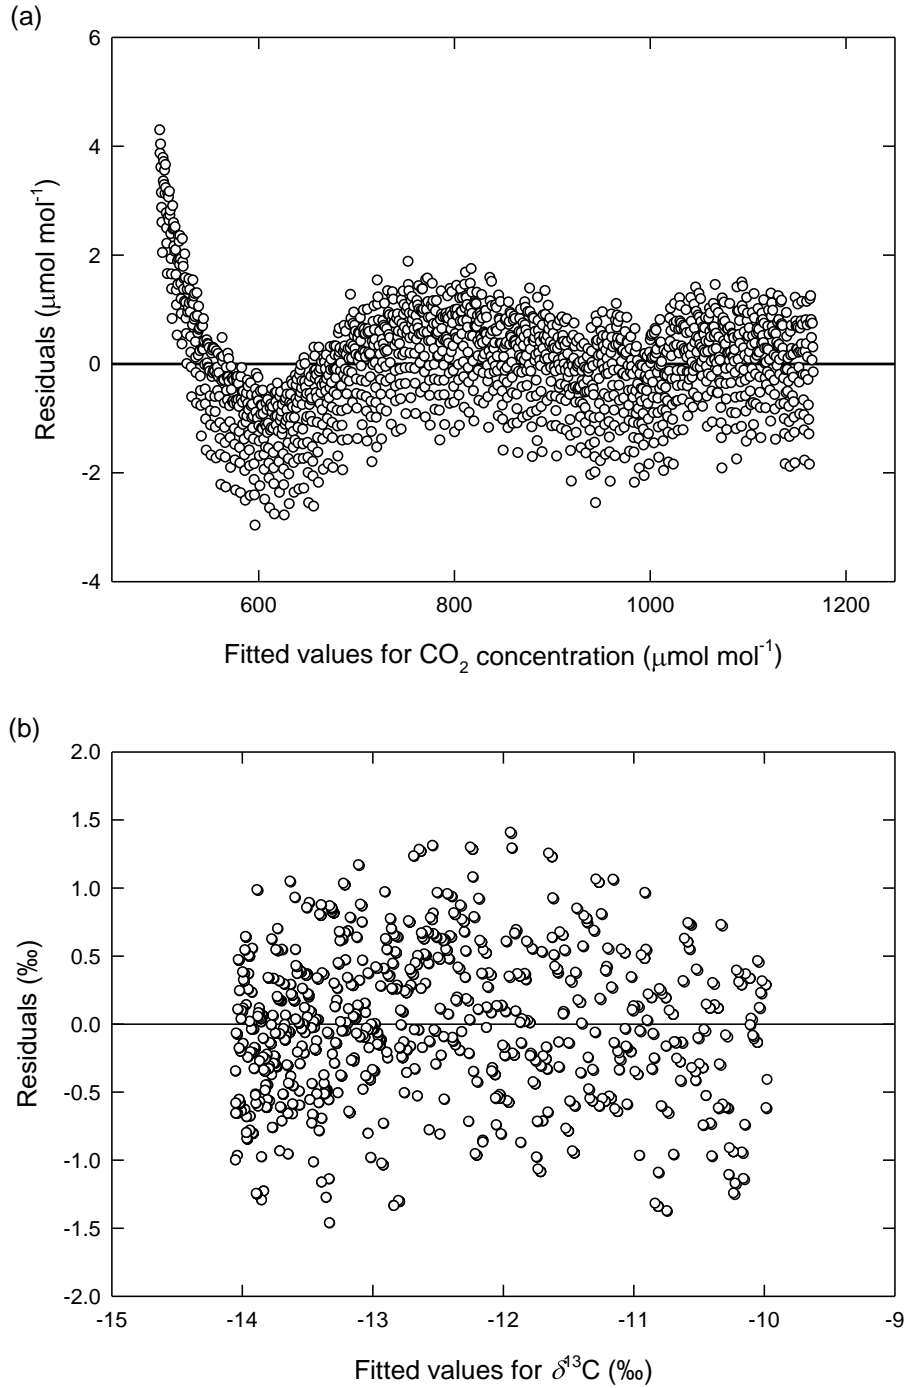 (a)
6
4
2
0
-2
-4
Residuals (μmol mol⁻¹)
600 800 1000 1200
Fitted values for CO₂ concentration (μmol mol⁻¹)
(b)
2.0
1.5
1.0
0.5
0.0
-0.5
-1.0
-1.5
-2.0
Residuals (‰)
-15 -14 -13 -12 -11 -10 -9
Fitted values for δ¹³C (‰)